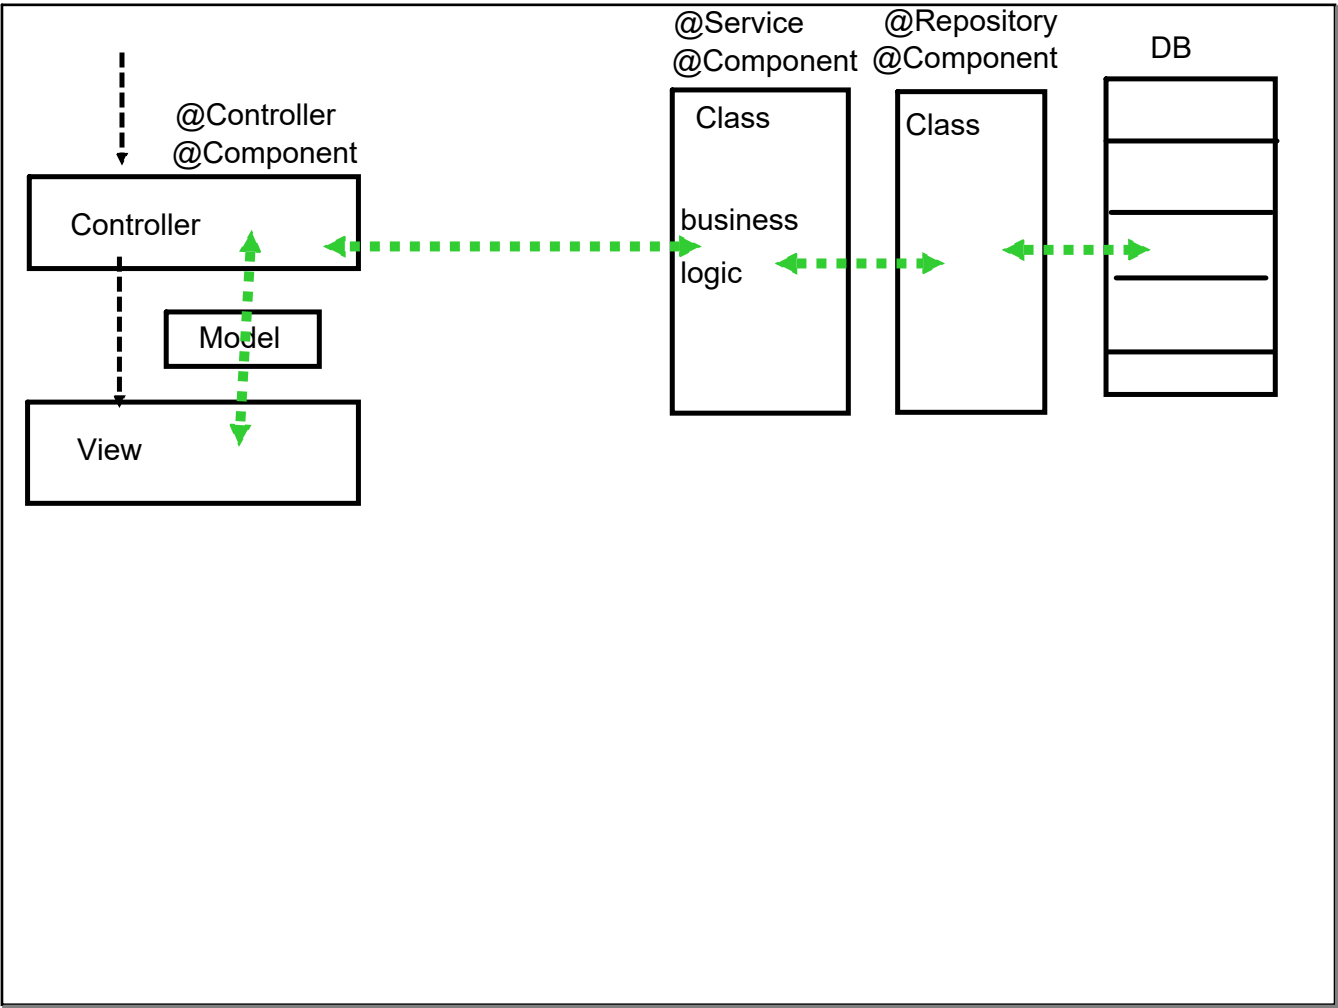 @Service
@Component
@Repository
@Component
DB
@Controller
@Component
Class
Class
Controller
business
logic
Model
View